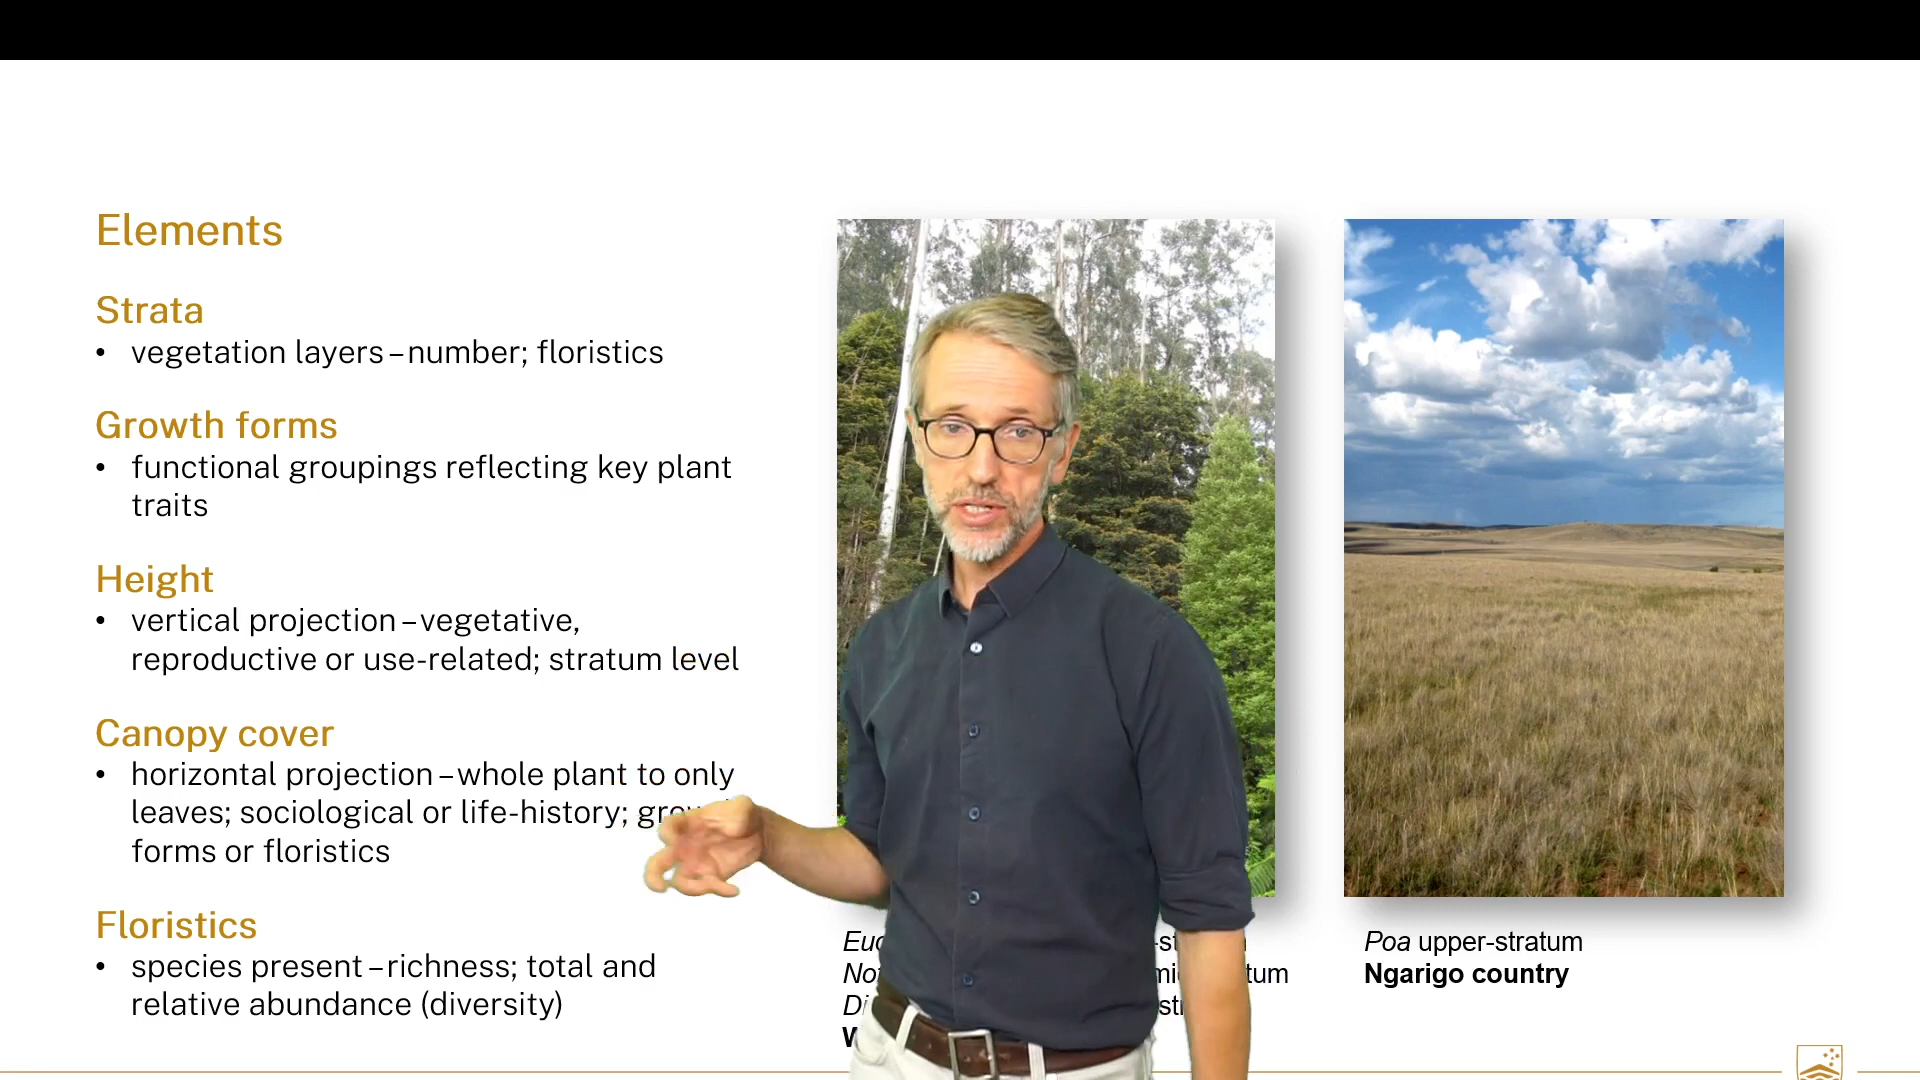 Elements
Strata
• vegetation layers – number; floristics
Growth forms
• functional groupings reflecting key plant
traits
Height
• vertical projection – vegetative,
reproductive or use-related; stratum level
Canopy cover
• horizontal projection – whole plant to only
leaves; sociological or life-history;
forms or floristics
Floristics
• species present – richness; total and
relative abundance (diversity)
Poa upper-stratum
Ngarigo country